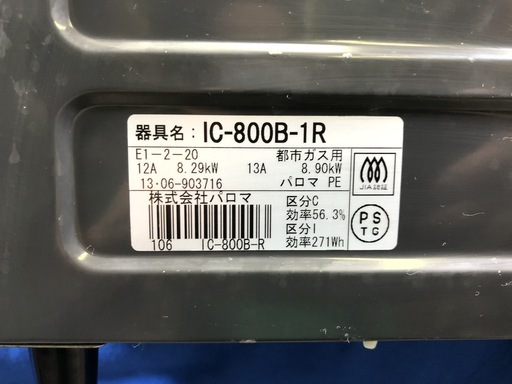 器具名：IC-800B-1R
E1-2-20 都市ガス用
12A 8.29kW 13A 8.90kW
13・06-903716 パロマ PE
JIA認証
株式会社パロマ
区分C
効率56.3%
区分I
106 IC-800B-R 効率271Wh
PS
TG